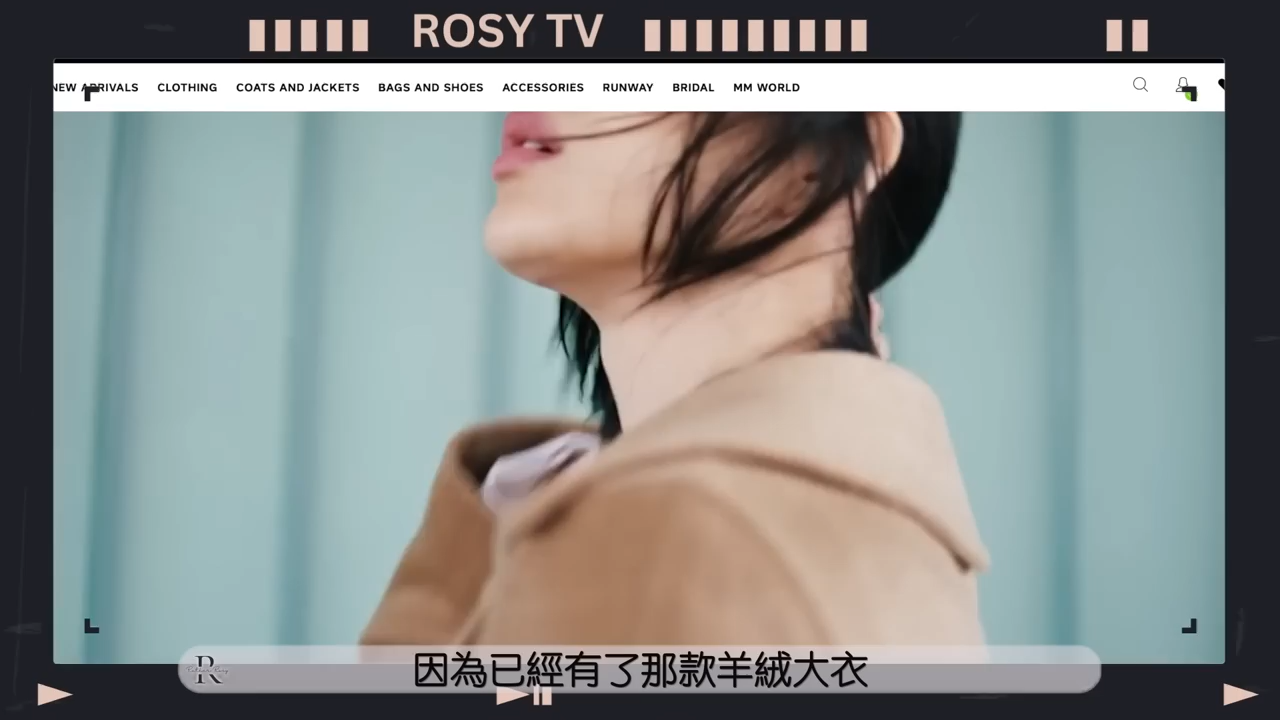 ROSY TV
NEW ARRIVALS CLOTHING COATS AND JACKETS BAGS AND SHOES ACCESSORIES RUNWAY BRIDAL MM WORLD
R
因為已經有了那款羊絨大衣